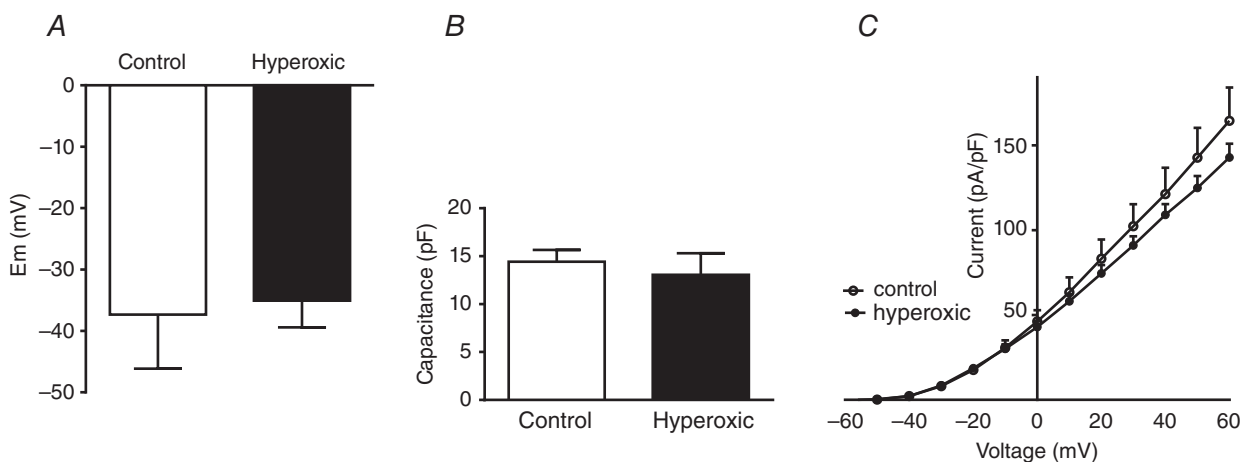 A
Control Hyperoxic
0
–10
–20
–30
–40
–50
Em (mV)
B
20
15
10
5
0
Capacitance (pF)
Control Hyperoxic
C
150
100
50
Current (pA/pF)
control
hyperoxic
–60 –40 –20 0 20 40 60
Voltage (mV)